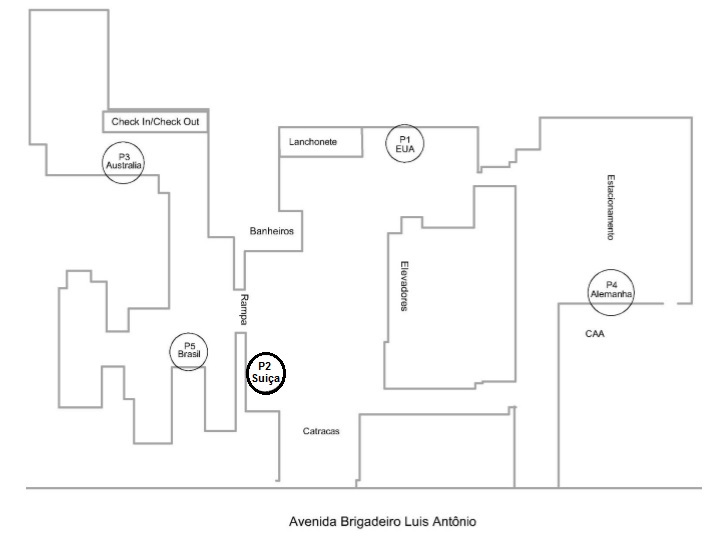 Check In/Check Out
Lanchonete
P1
EUA
P3
Australia
Estacionamento
Banheiros
Elevadores
P4
Alemanha
Rampa
CAA
P5
Brasil
P2
Suiça
Catracas
Avenida Brigadeiro Luis Antônio